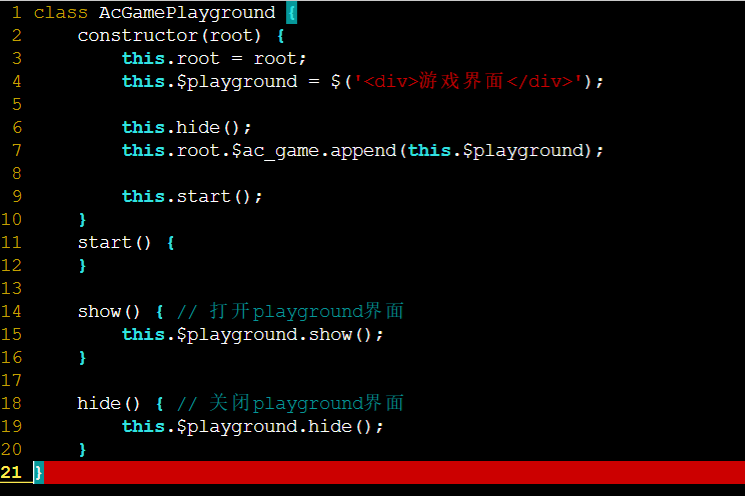 1 class AcGamePlayground {
2     constructor(root) {
3         this.root = root;
4         this.$playground = $('<div>游戏界面</div>');
5
6         this.hide();
7         this.root.$ac_game.append(this.$playground);
8
9         this.start();
10     }
11     start() {
12     }
13
14     show() { // 打开playground界面
15         this.$playground.show();
16     }
17
18     hide() { // 关闭playground界面
19         this.$playground.hide();
20     }
21 }